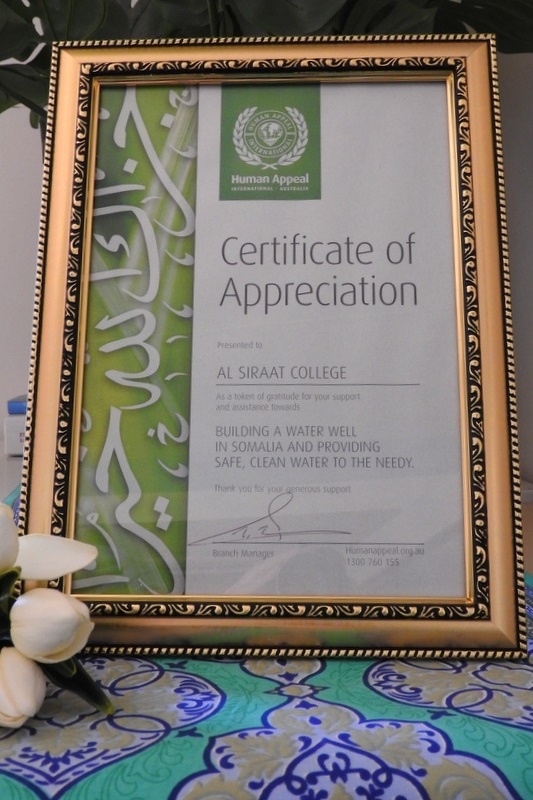 HUMAN APPEAL
INTERNATIONAL
Human Appeal
INTERNATIONAL · AUSTRALIA
Certificate of
Appreciation
Presented to
AL SIRAAT COLLEGE
As a token of gratitude for your support
and assistance towards
BUILDING A WATER WELL
IN SOMALIA AND PROVIDING
SAFE, CLEAN WATER TO THE NEEDY.
Thank you for your generous support
Branch Manager
Humanappeal.org.au
1300 760 155